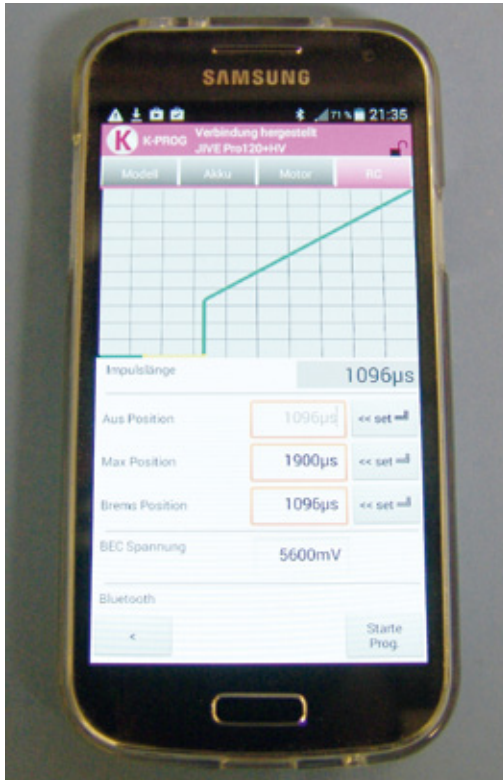 SAMSUNG
71% 21:35
K K-PROG Verbindung hergestellt
JIVE Pro120+HV
Modell Akku Motor RC
Impulslänge 1096µs
Aus Position 1096µs << set
Max Position 1900µs << set
Brems Position 1096µs << set
BEC Spannung 5600mV
Bluetooth
< Starte
Prog.